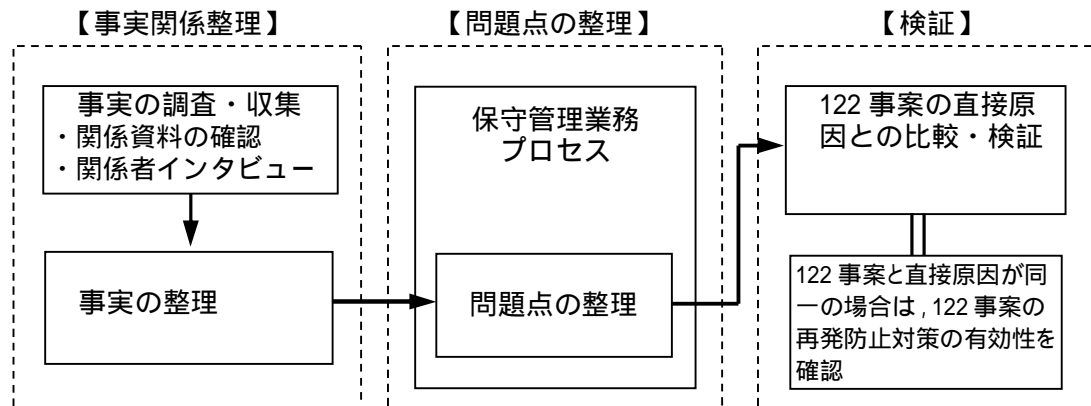 【事実関係整理】
事実の調査・収集
・関係資料の確認
・関係者インタビュー
事実の整理
【問題点の整理】
保守管理業務
プロセス
問題点の整理
【検証】
122 事案の直接原
因との比較・検証
122 事案と直接原因が同
一の場合は，122 事案の
再発防止対策の有効性を
確認